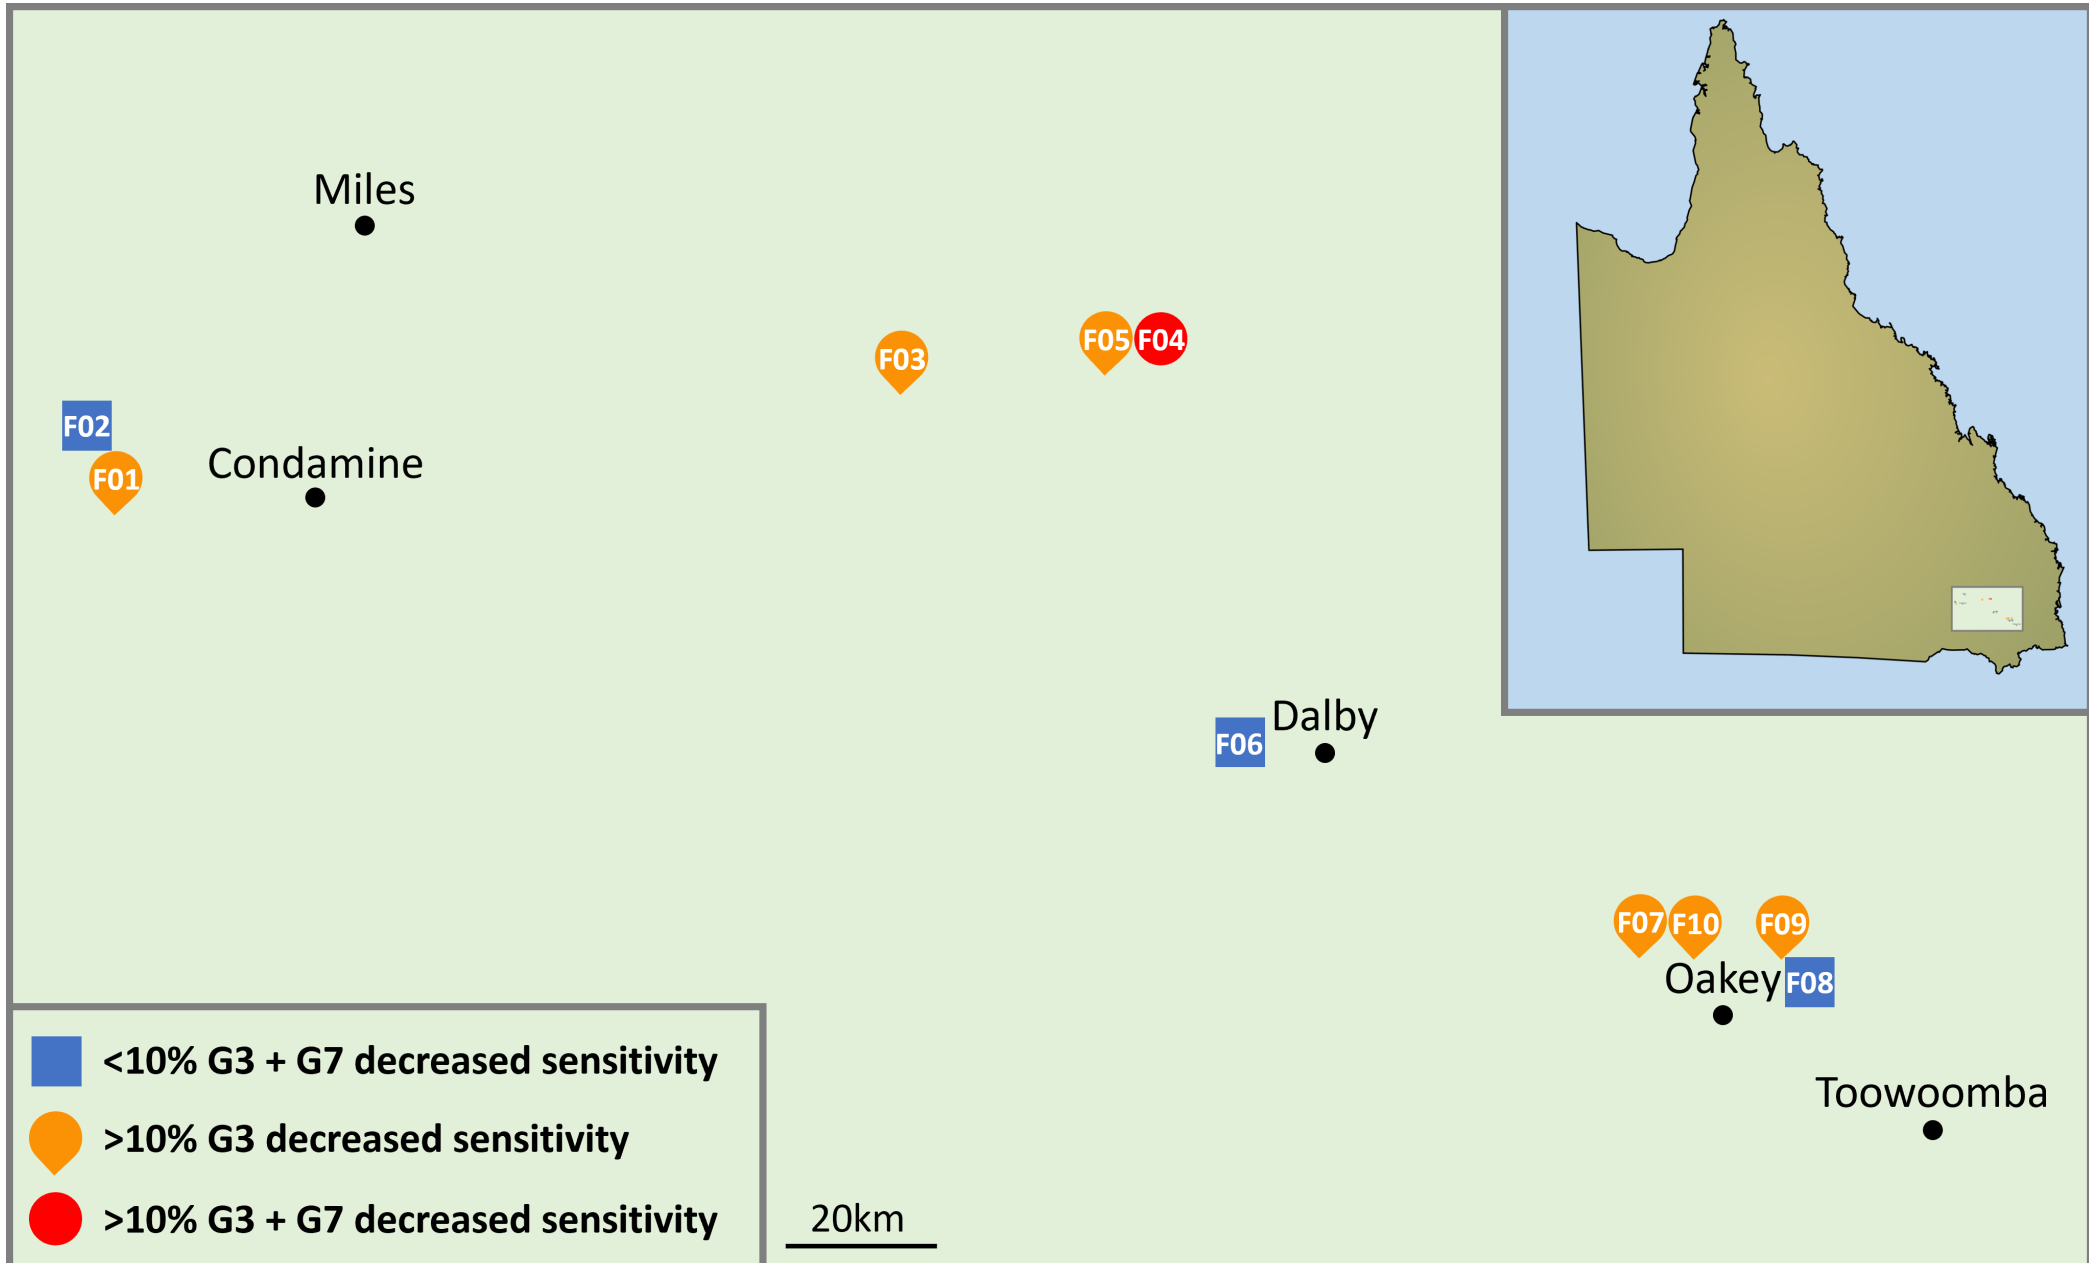 Miles
F05
F04
F03
F02
Condamine
F01
Dalby
F06
F07
F10
F09
Oakey
F08
Toowoomba
<10% G3 + G7 decreased sensitivity
>10% G3 decreased sensitivity
>10% G3 + G7 decreased sensitivity
20km